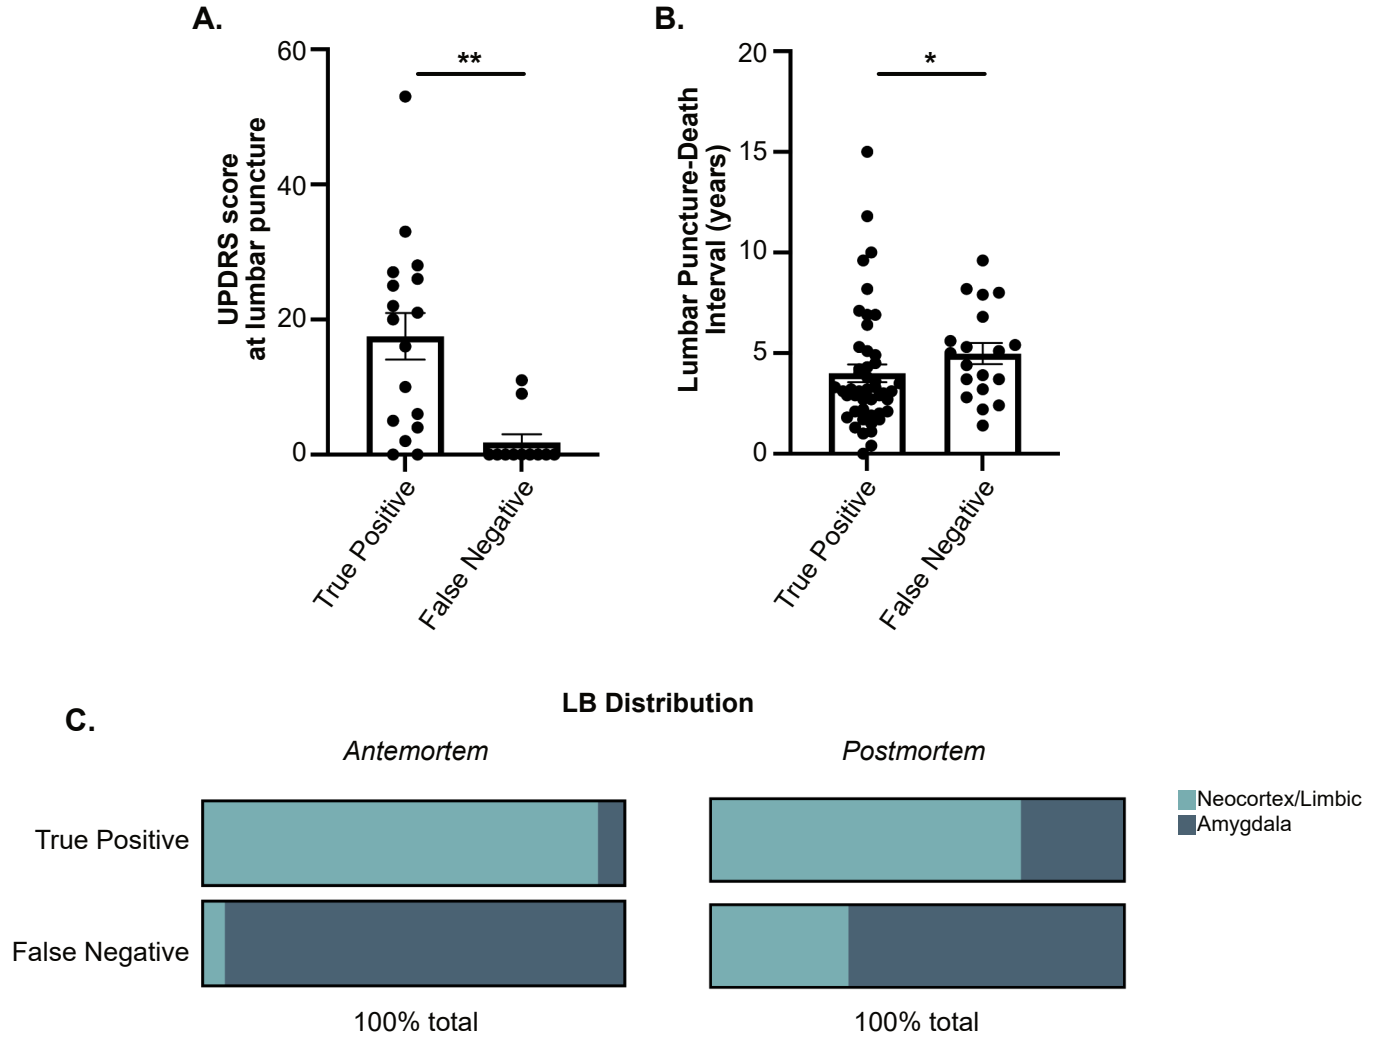 A.
UPDRS score
at lumbar puncture
60
40
20
0
**
True Positive
False Negative
B.
Lumbar Puncture-Death
Interval (years)
20
15
10
5
0
*
True Positive
False Negative
C.
LB Distribution
Antemortem
Postmortem
True Positive
False Negative
100% total
100% total
Neocortex/Limbic
Amygdala